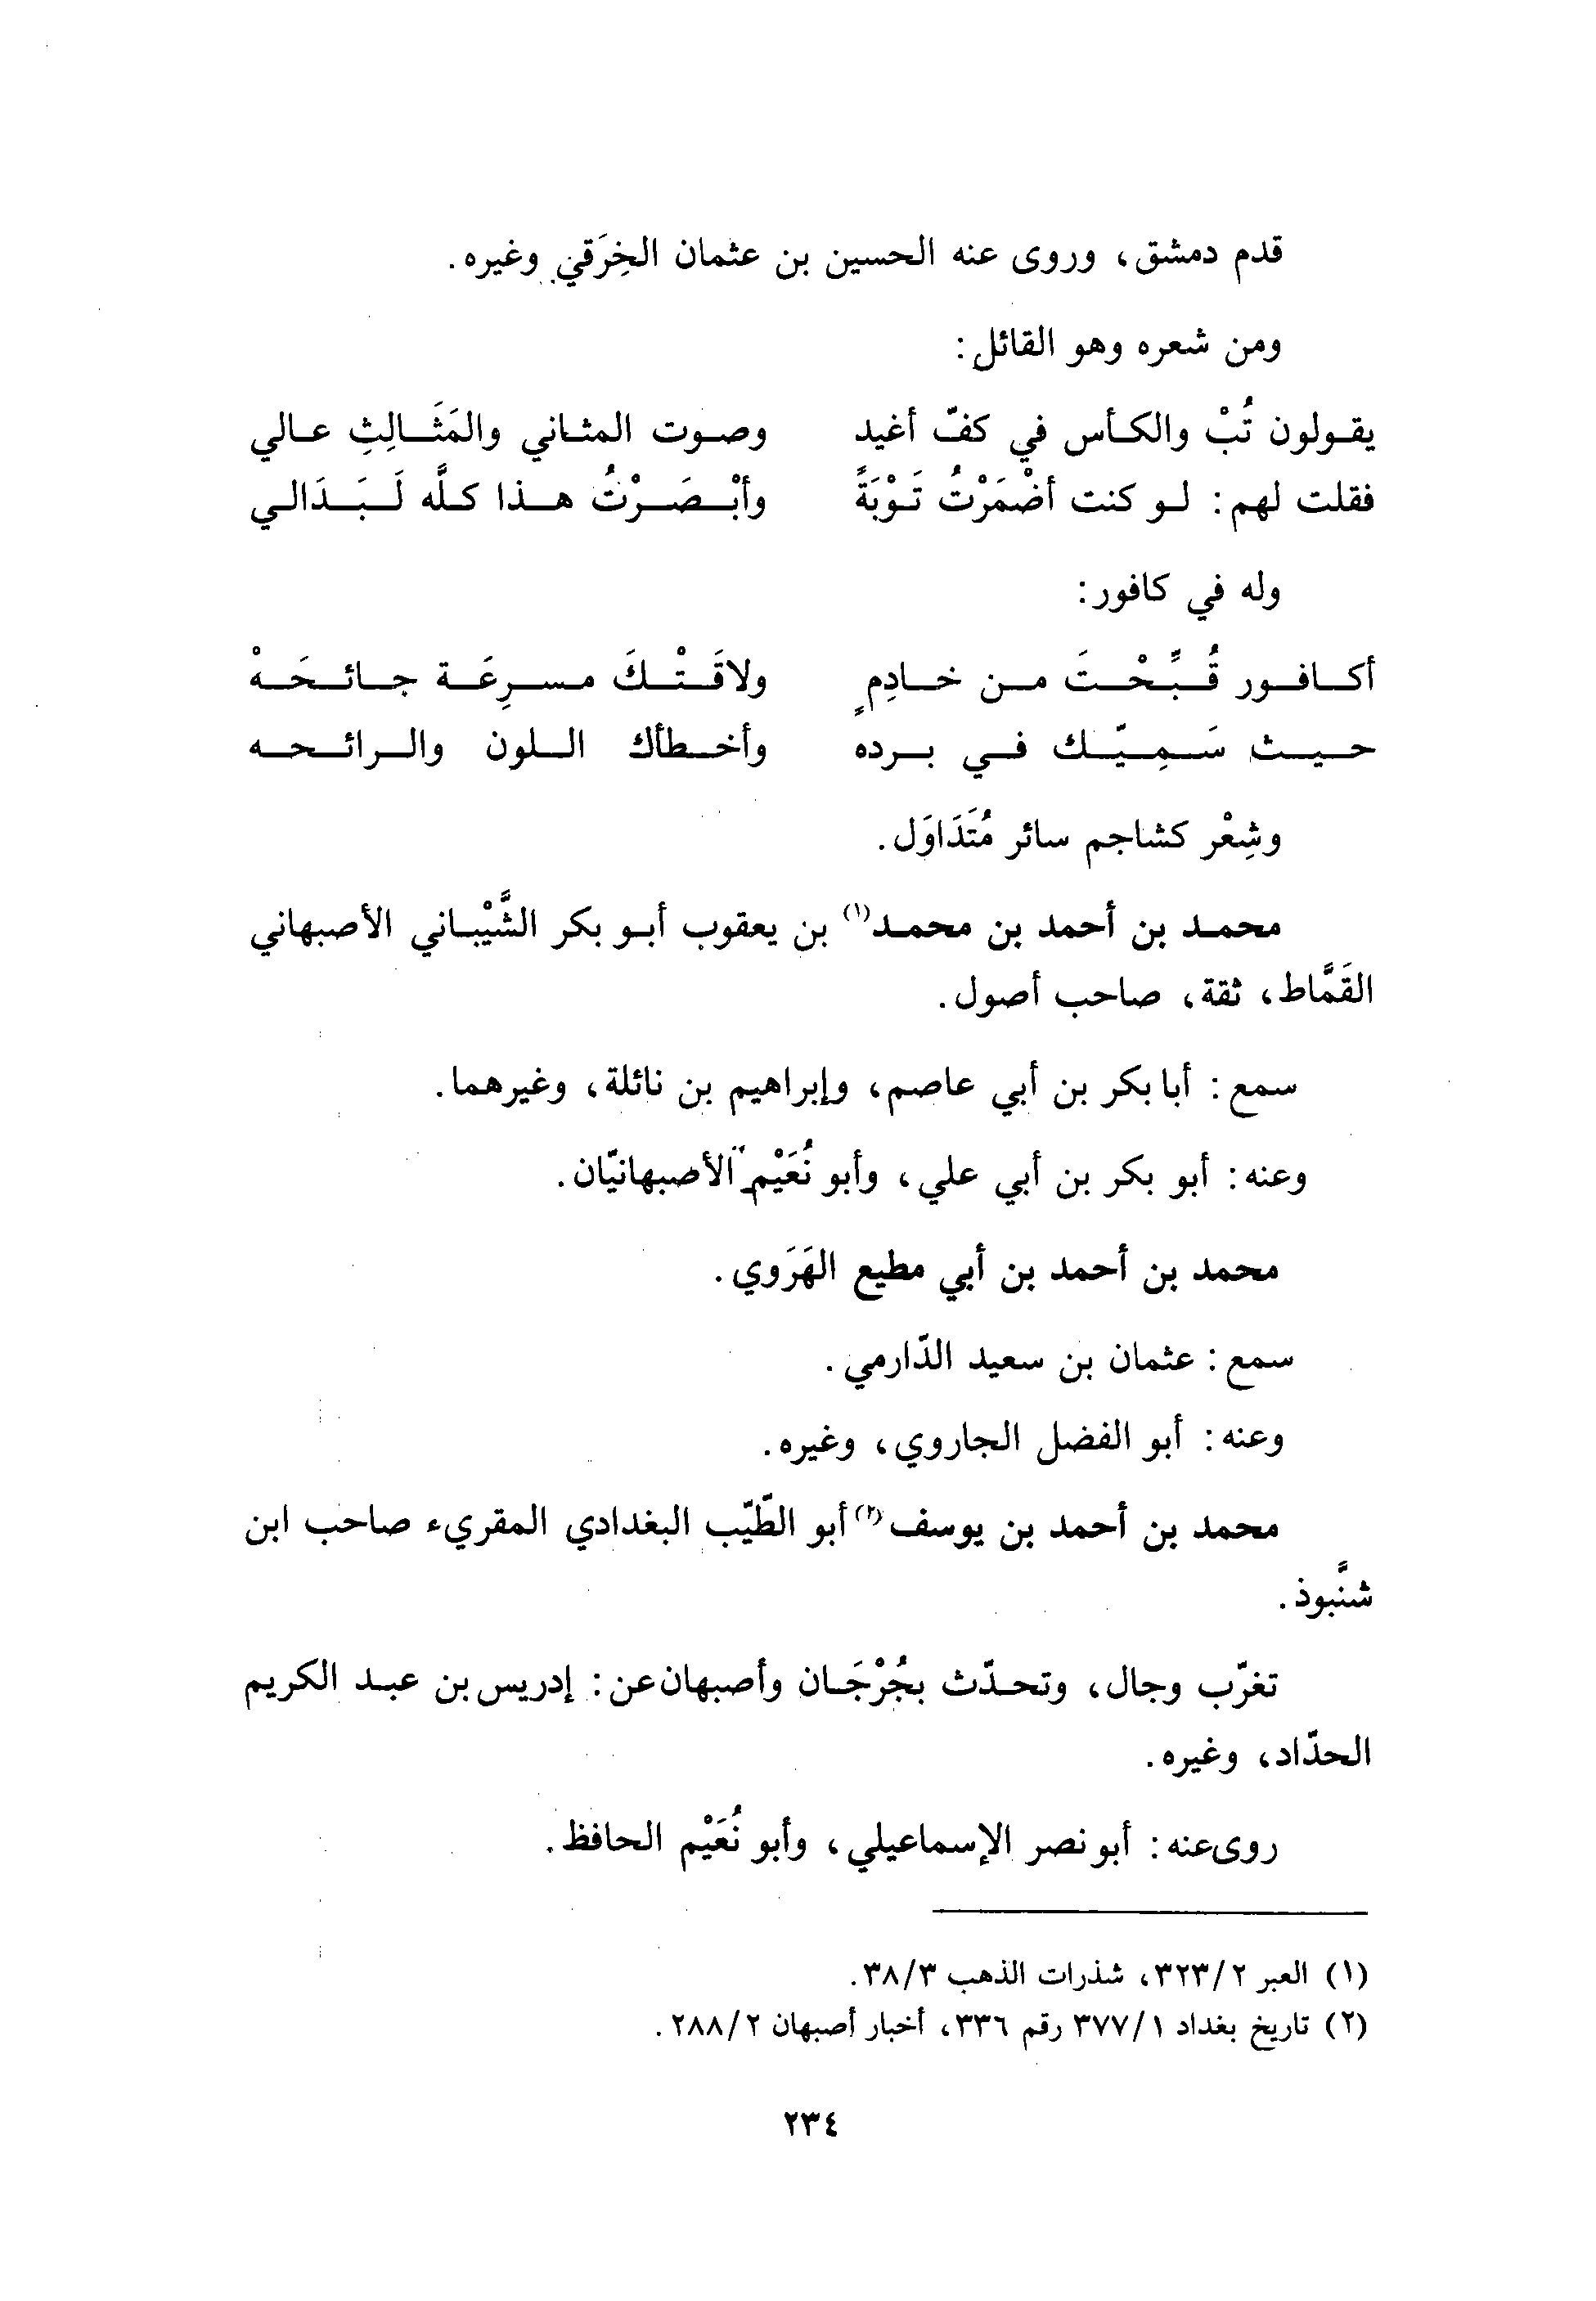 قدم دمشق، وروى عنه الحسين بن عثمان الخِرَقي وغيره.
ومن شعره وهو القائل:
يقولون تُبْ والكأس في كفّ أغيد وصوت المثاني والمَثَالِثِ عالي
فقلت لهم: لو كنت أضْمَرْتُ تَوْبَةً وأبْصَرْتُ هذا كلَّه لَبَدَالي
وله في كافور:
أكافور قُبِّحْتَ من خادِمٍ ولاقَتْكَ مسرِعَة جائحَهْ
حيث سَمِيّك في برده وأخطأك اللون والرائحه
وشِعْر كشاجم سائر مُتَدَاوَل.
محمد بن أحمد بن محمد(١) بن يعقوب أبو بكر الشَّيْباني الأصبهاني
القَمَّاط، ثقة، صاحب أصول.
سمع: أبا بكر بن أبي عاصم، وإبراهيم بن نائلة، وغيرهما.
وعنه: أبو بكر بن أبي علي، وأبو نُعَيْم الأصبهانيّان.
محمد بن أحمد بن أبي مطيع الهَرَوي.
سمع: عثمان بن سعيد الدّارمي.
وعنه: أبو الفضل الجاروي، وغيره.
محمد بن أحمد بن يوسف(٢) أبو الطّيّب البغدادي المقريء صاحب ابن
شنَّبوذ.
تغرّب وجال، وتحدّث بجُرْجَان وأصبهان عن: إدريس بن عبد الكريم
الحدّاد، وغيره.
روى عنه: أبو نصر الإسماعيلي، وأبو نُعَيْم الحافظ.
(١) العبر ٣٢٣/٢، شذرات الذهب ٣٨/٣.
(٢) تاريخ بغداد ٣٧٧/١ رقم ٣٣٦، أخبار أصبهان ٢٨٨/٢.
٢٣٤